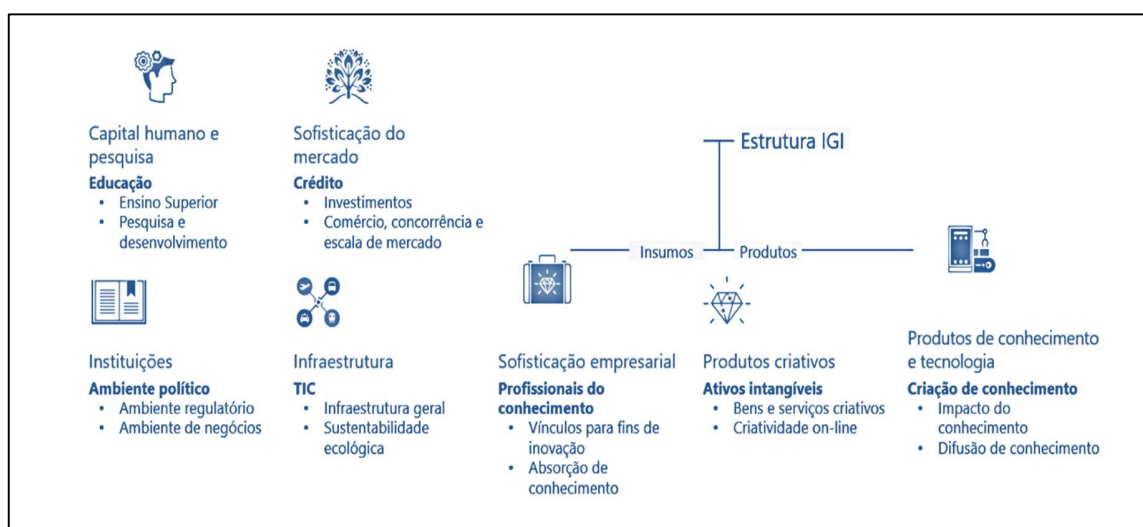 Capital humano e
pesquisa
Educação
• Ensino Superior
• Pesquisa e
desenvolvimento
Sofisticação do
mercado
Crédito
• Investimentos
• Comércio, concorrência e
escala de mercado
Estrutura IGI
Insumos
Produtos
Instituições
Ambiente político
• Ambiente regulatório
• Ambiente de negócios
Infraestrutura
TIC
• Infraestrutura geral
• Sustentabilidade
ecológica
Sofisticação empresarial
Profissionais do
conhecimento
• Vínculos para fins de
inovação
• Absorção de
conhecimento
Produtos criativos
Ativos intangíveis
• Bens e serviços criativos
• Criatividade on-line
Produtos de conhecimento
e tecnologia
Criação de conhecimento
• Impacto do
conhecimento
• Difusão de conhecimento